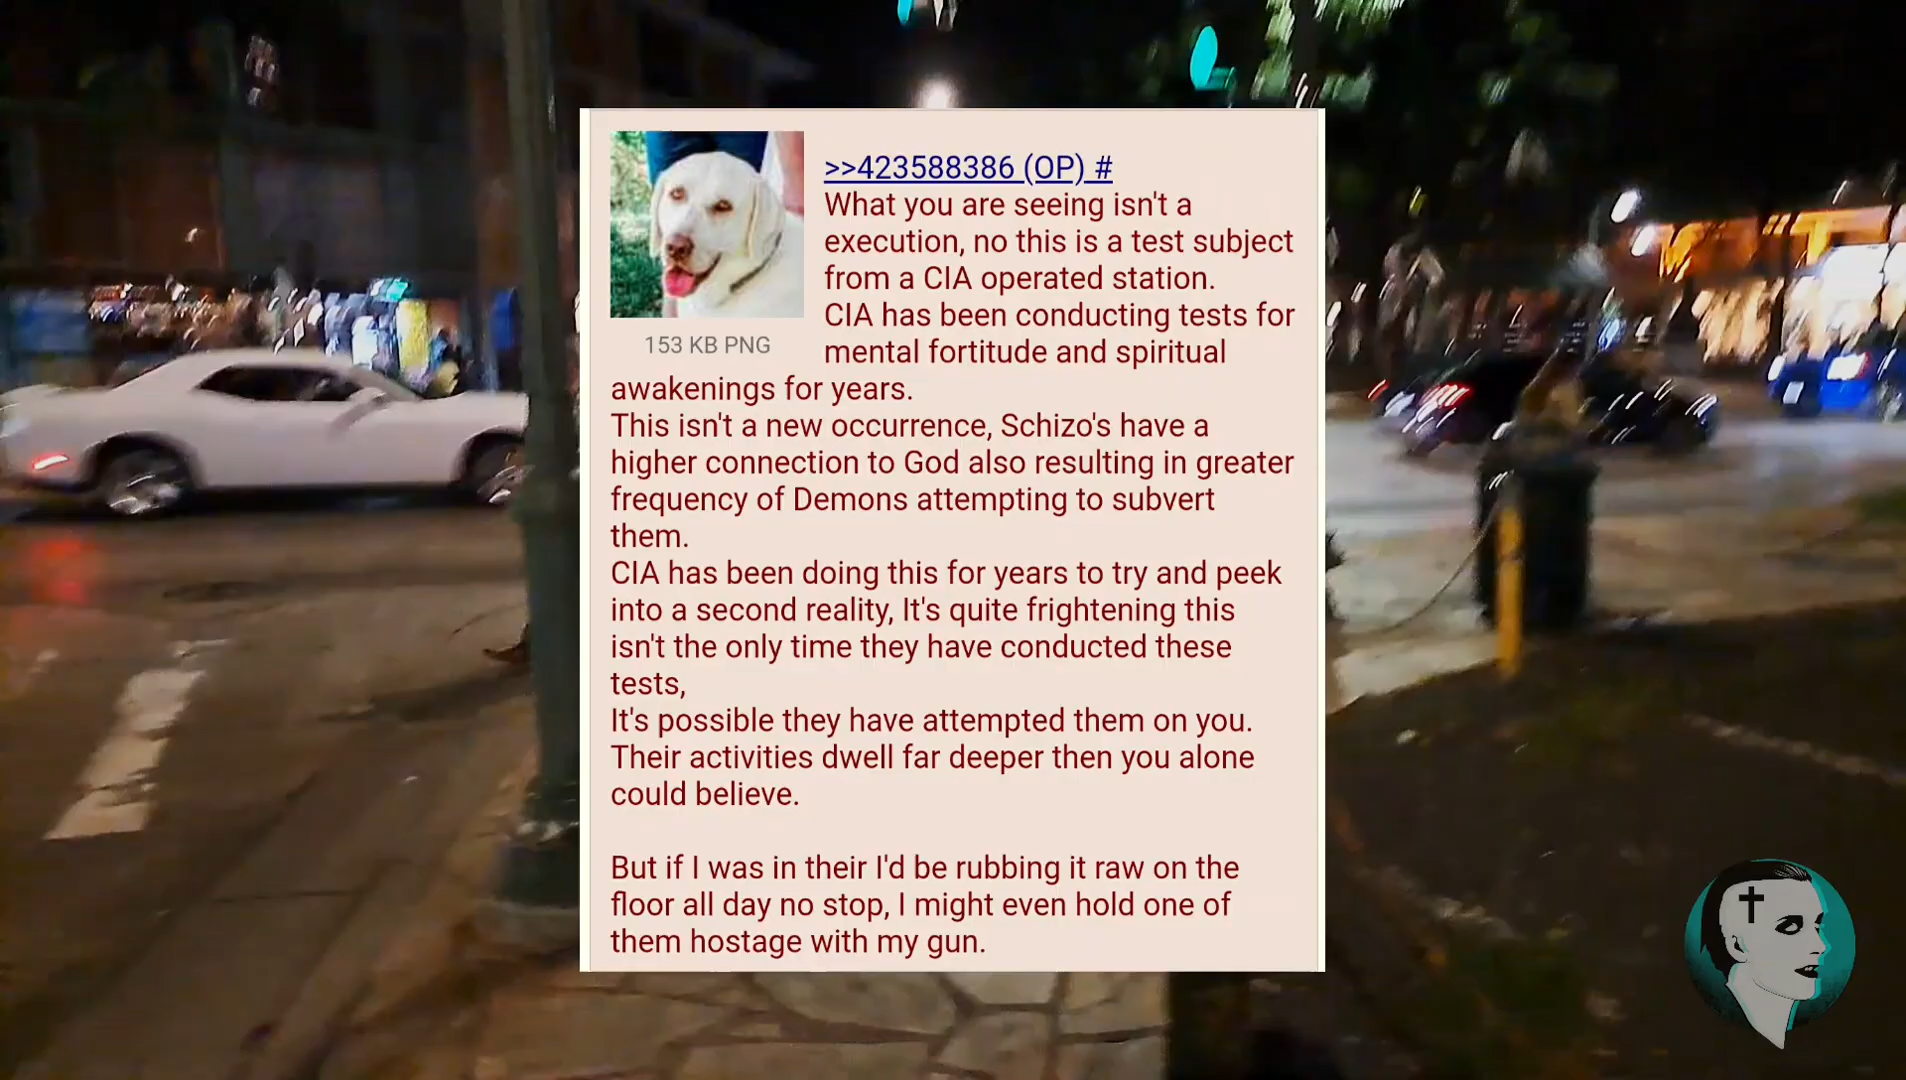 >>423588386 (OP) #
What you are seeing isn't a
execution, no this is a test subject
from a CIA operated station.
CIA has been conducting tests for
153 KB PNG
mental fortitude and spiritual
awakenings for years.
This isn't a new occurrence, Schizo's have a
higher connection to God also resulting in greater
frequency of Demons attempting to subvert
them.
CIA has been doing this for years to try and peek
into a second reality, It's quite frightening this
isn't the only time they have conducted these
tests,
It's possible they have attempted them on you.
Their activities dwell far deeper then you alone
could believe.
But if I was in their I'd be rubbing it raw on the
floor all day no stop, I might even hold one of
them hostage with my gun.